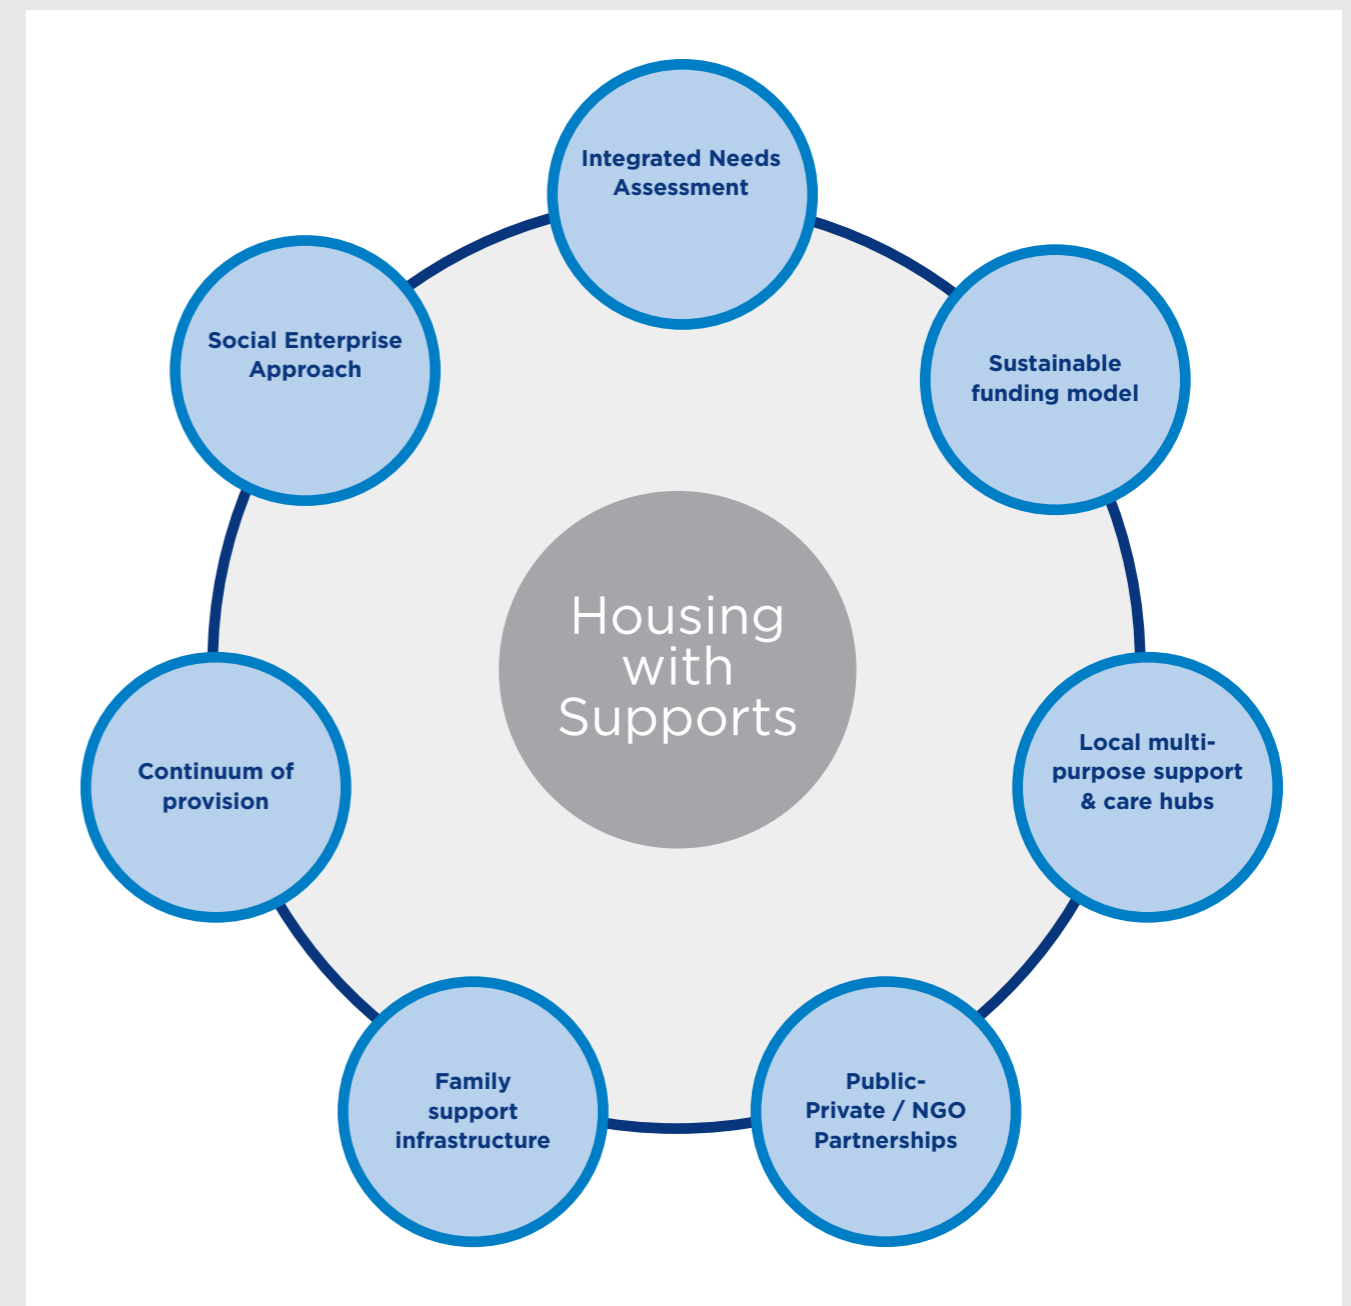 Integrated Needs
Assessment
Social Enterprise
Approach
Sustainable
funding model
Housing
with
Supports
Continuum of
provision
Local multi-
purpose support
& care hubs
Family
support
infrastructure
Public-
Private / NGO
Partnerships